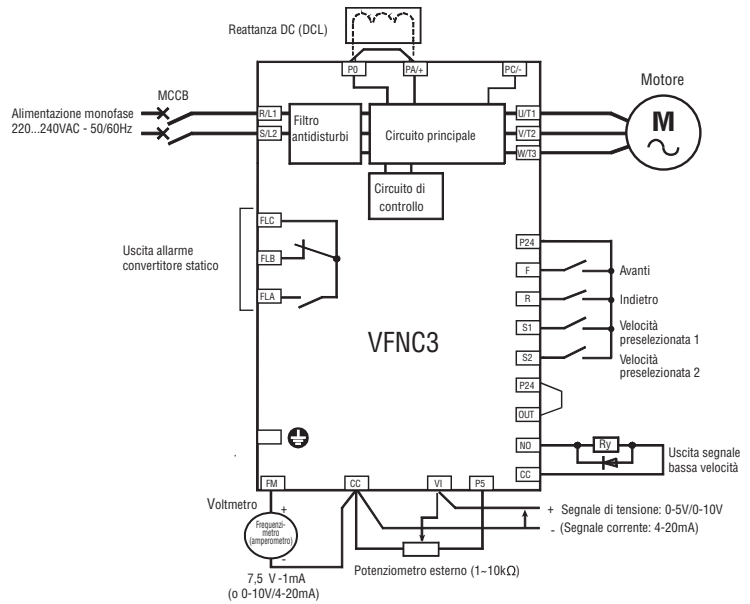 Reattanza DC (DCL)
P0
PA/+
PC/-
Motore
MCCB
Alimentazione monofase
220...240VAC - 50/60Hz
R/L1
S/L2
Filtro
antidisturbi
Circuito principale
U/T1
V/T2
W/T3
M
Circuito di
controllo
FLC
FLB
FLA
Uscita allarme
convertitore statico
P24
F
Avanti
R
Indietro
S1
Velocità
preselezionata 1
S2
Velocità
preselezionata 2
VFNC3
P24
OUT
NO
Ry
CC
Uscita segnale
bassa velocità
FM
CC
VI
P5
Voltmetro
+
Frequenzi-
metro
(amperometro)
-
+ Segnale di tensione: 0-5V/0-10V
- (Segnale corrente: 4-20mA)
Potenziometro esterno (1~10kΩ)
7,5 V -1mA
(o 0-10V/4-20mA)